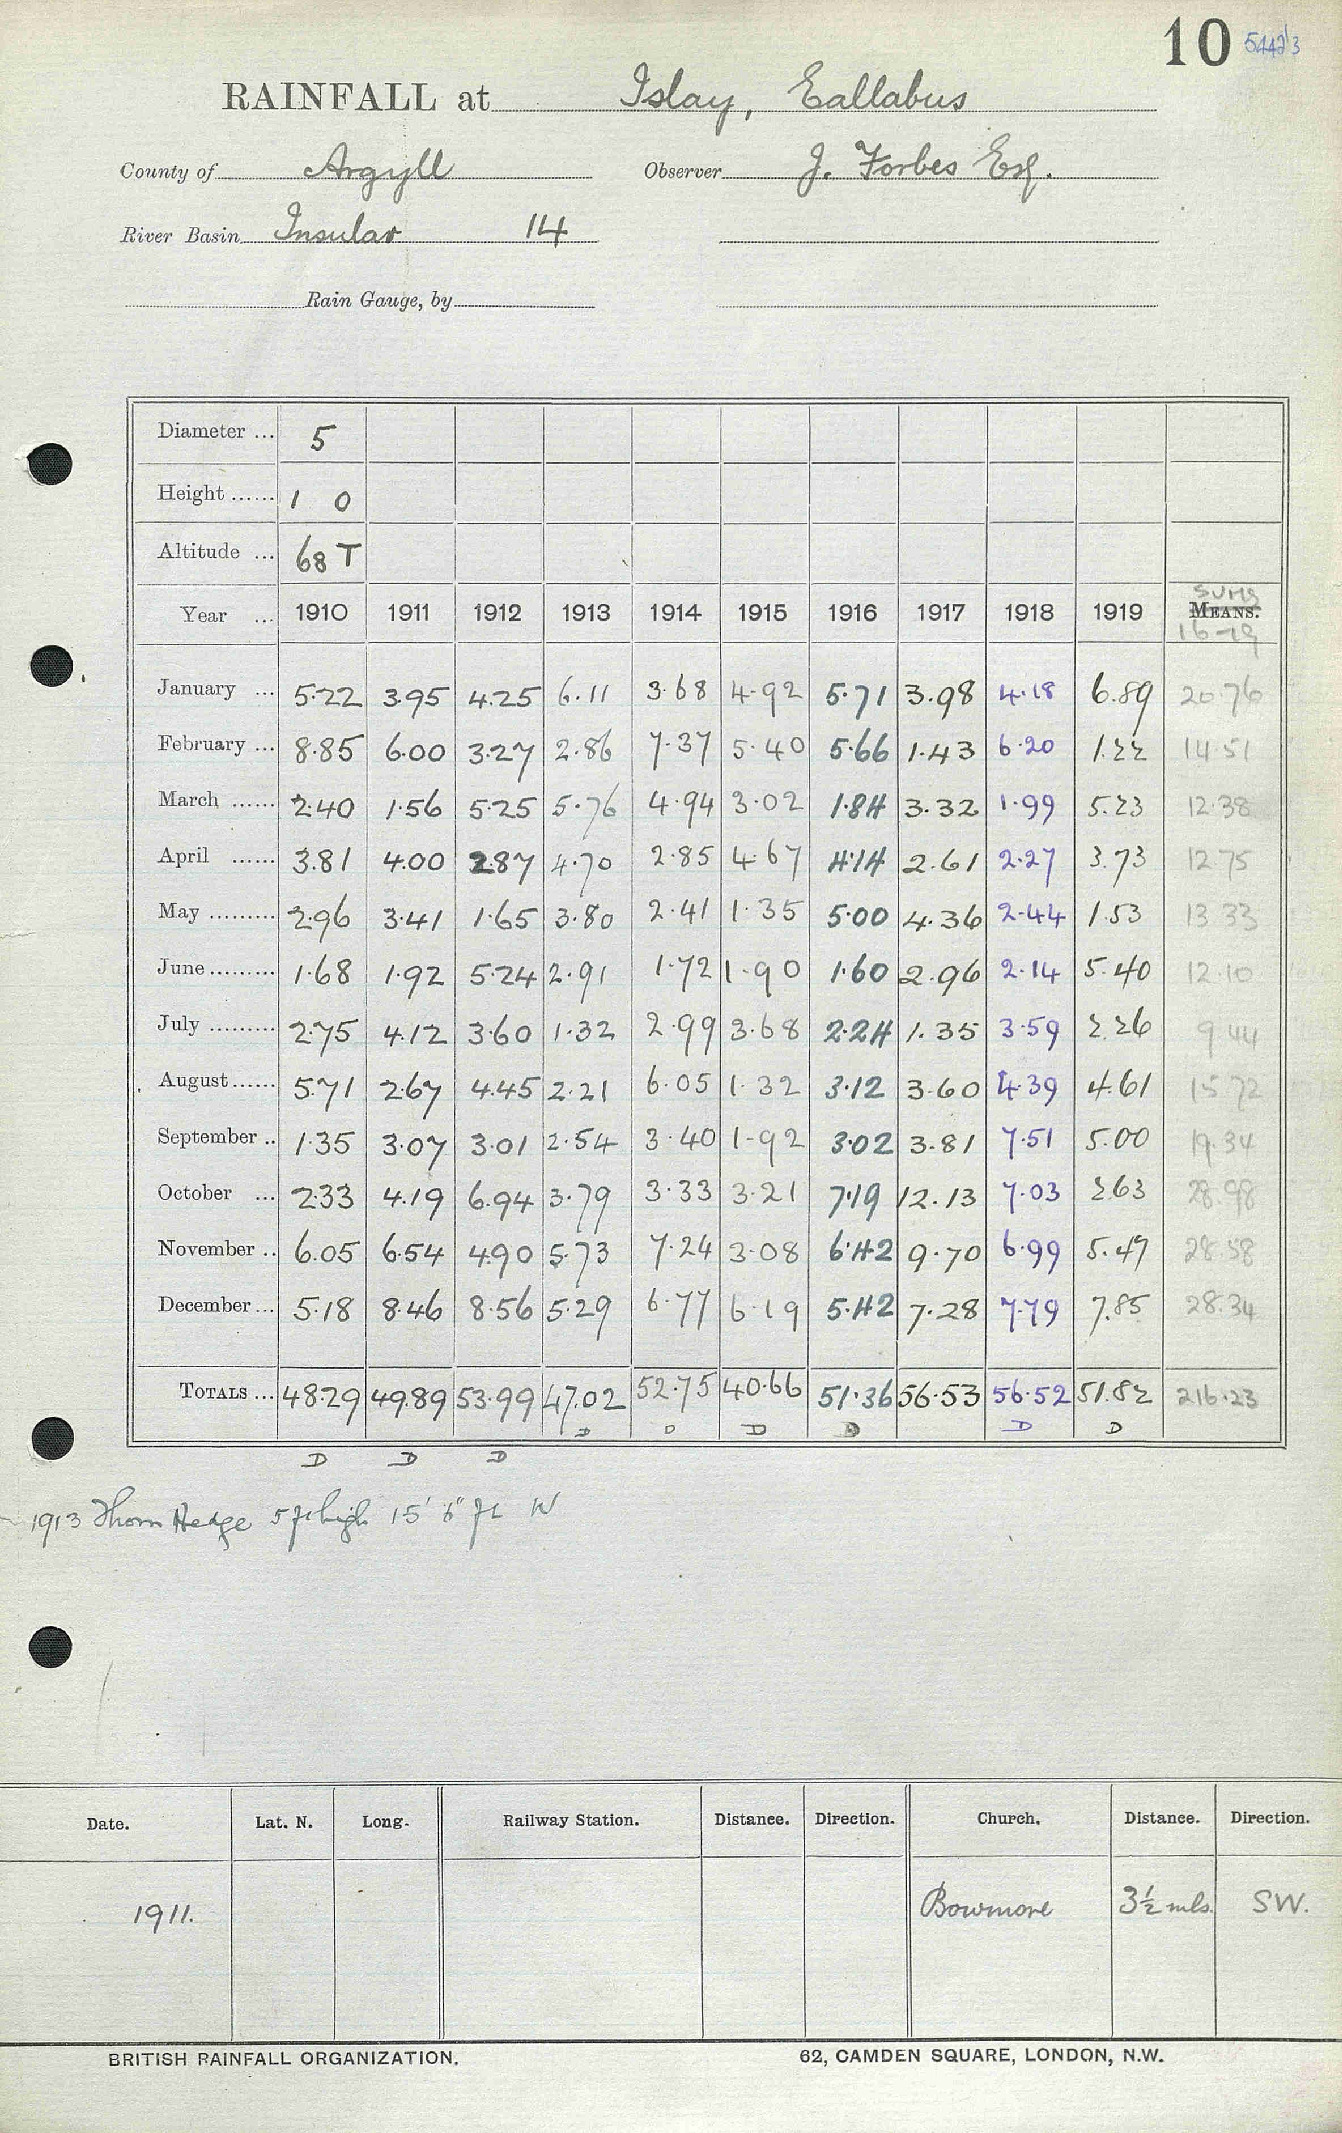 10 5442/3
RAINFALL at Islay, Eallabus
County of Argyll Observer J. Forbes Esq.
River Basin Insular 14
Rain Gauge, by
Diameter ... 5
Height ...... 1 0
Altitude ... 68 T
Year ... 1910 1911 1912 1913 1914 1915 1916 1917 1918 1919 MEANS. SUMS 16-19
January ... 5.22 3.95 4.25 6.11 3.68 4.92 5.71 3.98 4.18 6.89 20.76
February ... 8.85 6.00 3.27 2.86 7.37 5.40 5.66 1.43 6.20 1.22 14.51
March ...... 2.40 1.56 5.25 5.76 4.94 3.02 1.84 3.32 1.99 5.23 12.38
April ...... 3.81 4.00 2.87 4.70 2.85 4.67 4.14 2.61 2.27 3.73 12.75
May ......... 2.96 3.41 1.65 3.80 2.41 1.35 5.00 4.36 2.44 1.53 13.33
June ......... 1.68 1.92 5.24 2.91 1.72 1.90 1.60 2.96 2.14 5.40 12.10
July ......... 2.75 4.12 3.60 1.32 2.99 3.68 2.24 1.35 3.59 2.26 9.44
August ...... 5.71 2.67 4.45 2.21 6.05 1.32 3.12 3.60 4.39 4.61 15.72
September .. 1.35 3.07 3.01 2.54 3.40 1.92 3.02 3.81 7.51 5.00 19.34
October ... 2.33 4.19 6.94 3.79 3.33 3.21 7.19 12.13 7.03 2.63 28.98
November .. 6.05 6.54 4.90 5.73 7.24 3.08 6.42 9.70 6.99 5.47 28.58
December ... 5.18 8.46 8.56 5.29 6.77 6.19 5.42 7.28 7.79 7.85 28.34
TOTALS ... 48.29 49.89 53.99 47.02 52.75 40.66 51.36 56.53 56.52 51.82 216.23
D D D D D D
D D D
1913 Thorn Hedge 5 ft high 15' 6" ft W
Date. Lat. N. Long. Railway Station. Distance. Direction. Church. Distance. Direction.
1911. Bowmore 3½ mls. SW.
BRITISH RAINFALL ORGANIZATION. 62, CAMDEN SQUARE, LONDON, N.W.